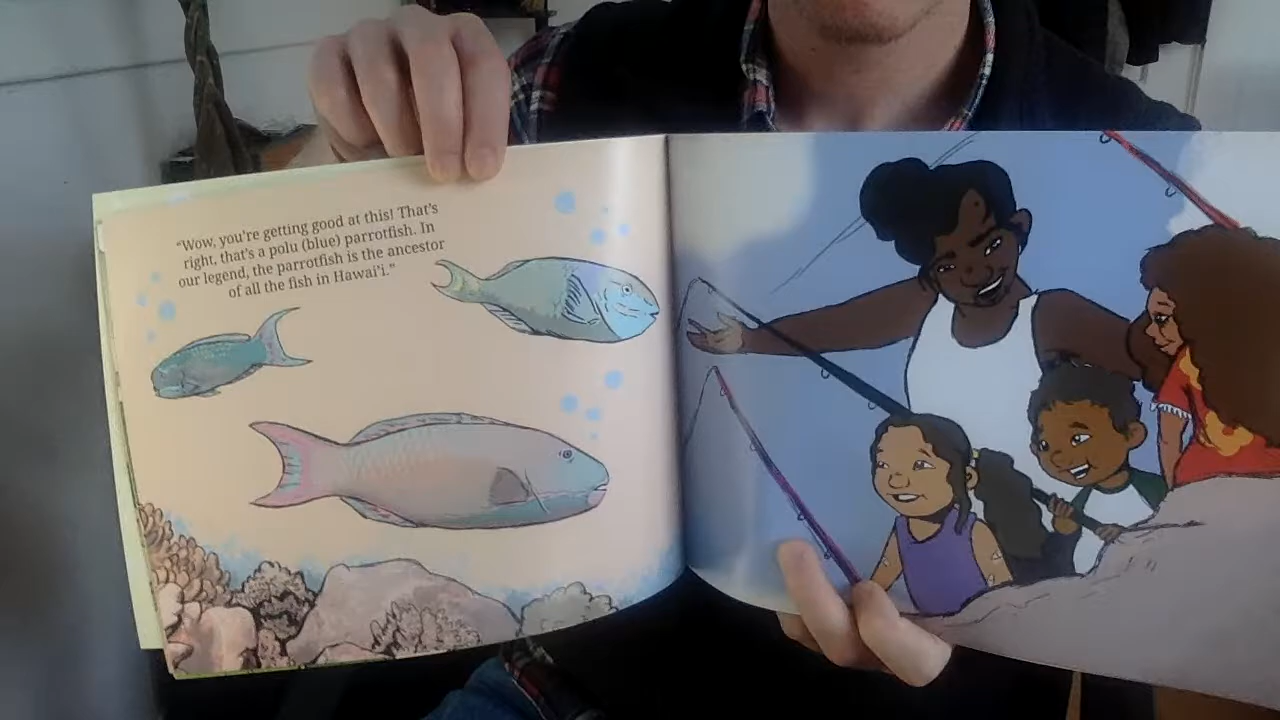 “Wow, you’re getting good at this! That’s
right, that’s a polu (blue) parrotfish. In
our legend, the parrotfish is the ancestor
of all the fish in Hawai‘i.”